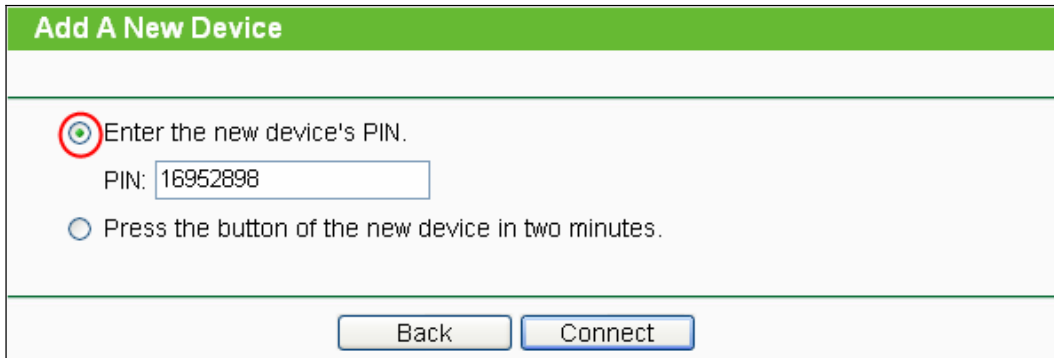 Add A New Device
Enter the new device's PIN.
PIN: 16952898
Press the button of the new device in two minutes.
Back Connect